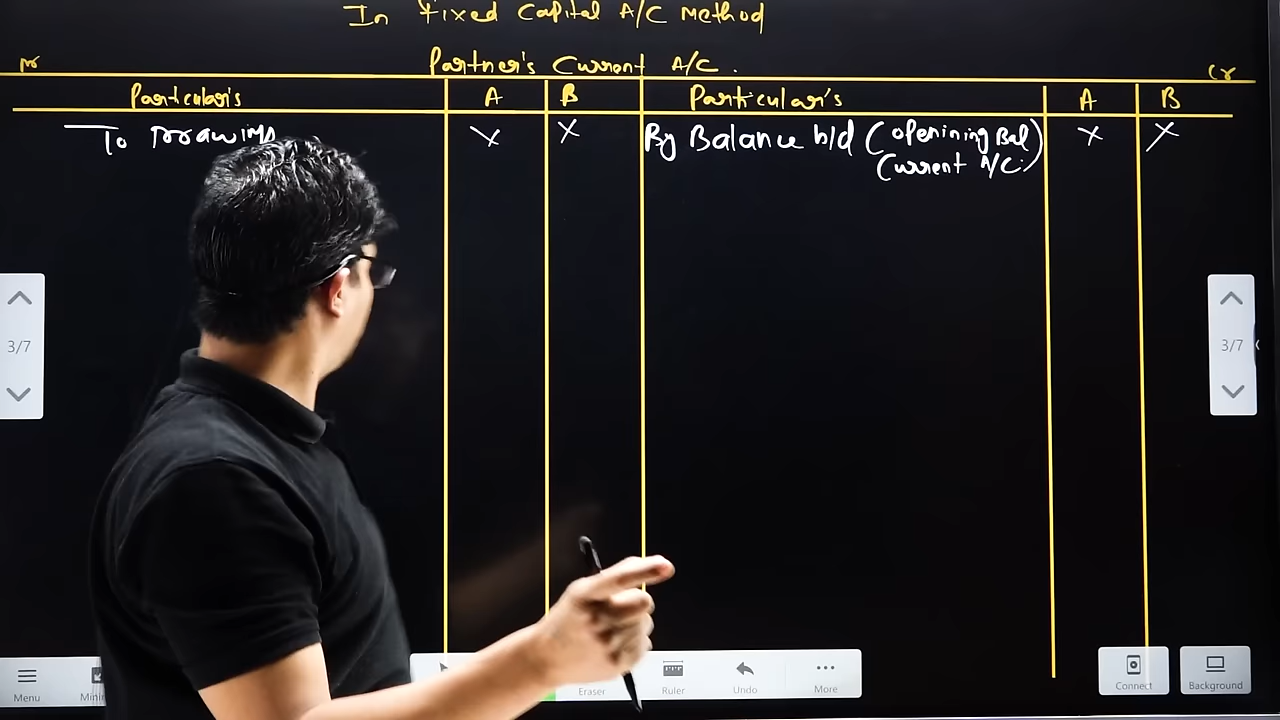 In Fixed Capital A/C Method
Partner's Current A/C.
Dr
Cr
Particular's A B Particular's A B
To Drawings X X By Balance b/d (openining Bal X X
Current A/C.)
3/7
3/7
Menu
Eraser
Ruler
Undo
More
Connect
Background